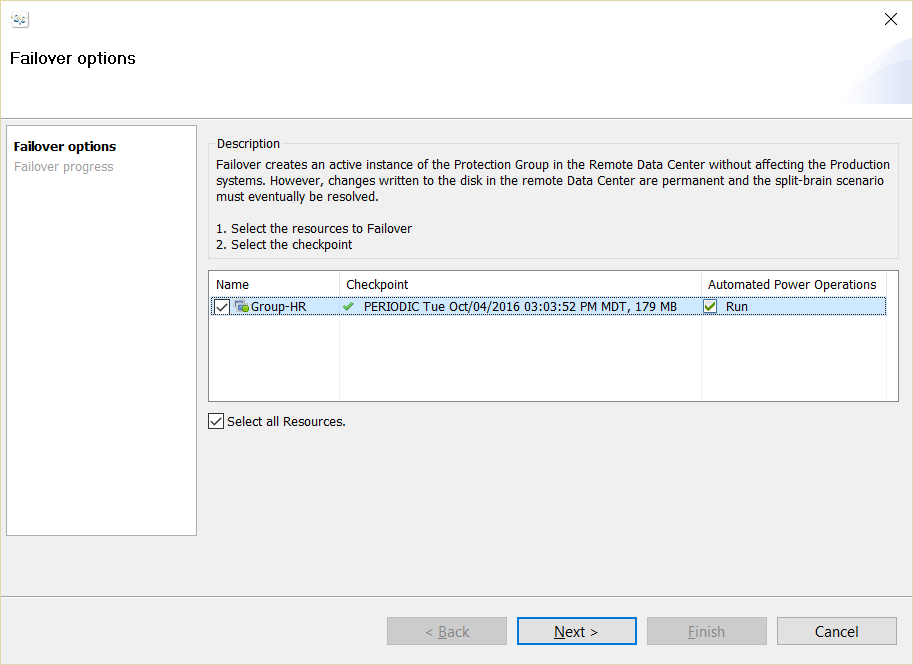 Failover options
Failover options
Failover progress
Description
Failover creates an active instance of the Protection Group in the Remote Data Center without affecting the Production
systems. However, changes written to the disk in the remote Data Center are permanent and the split-brain scenario
must eventually be resolved.
1. Select the resources to Failover
2. Select the checkpoint
Name Checkpoint Automated Power Operations
Group-HR PERIODIC Tue Oct/04/2016 03:03:52 PM MDT, 179 MB Run
Select all Resources.
< Back Next > Finish Cancel